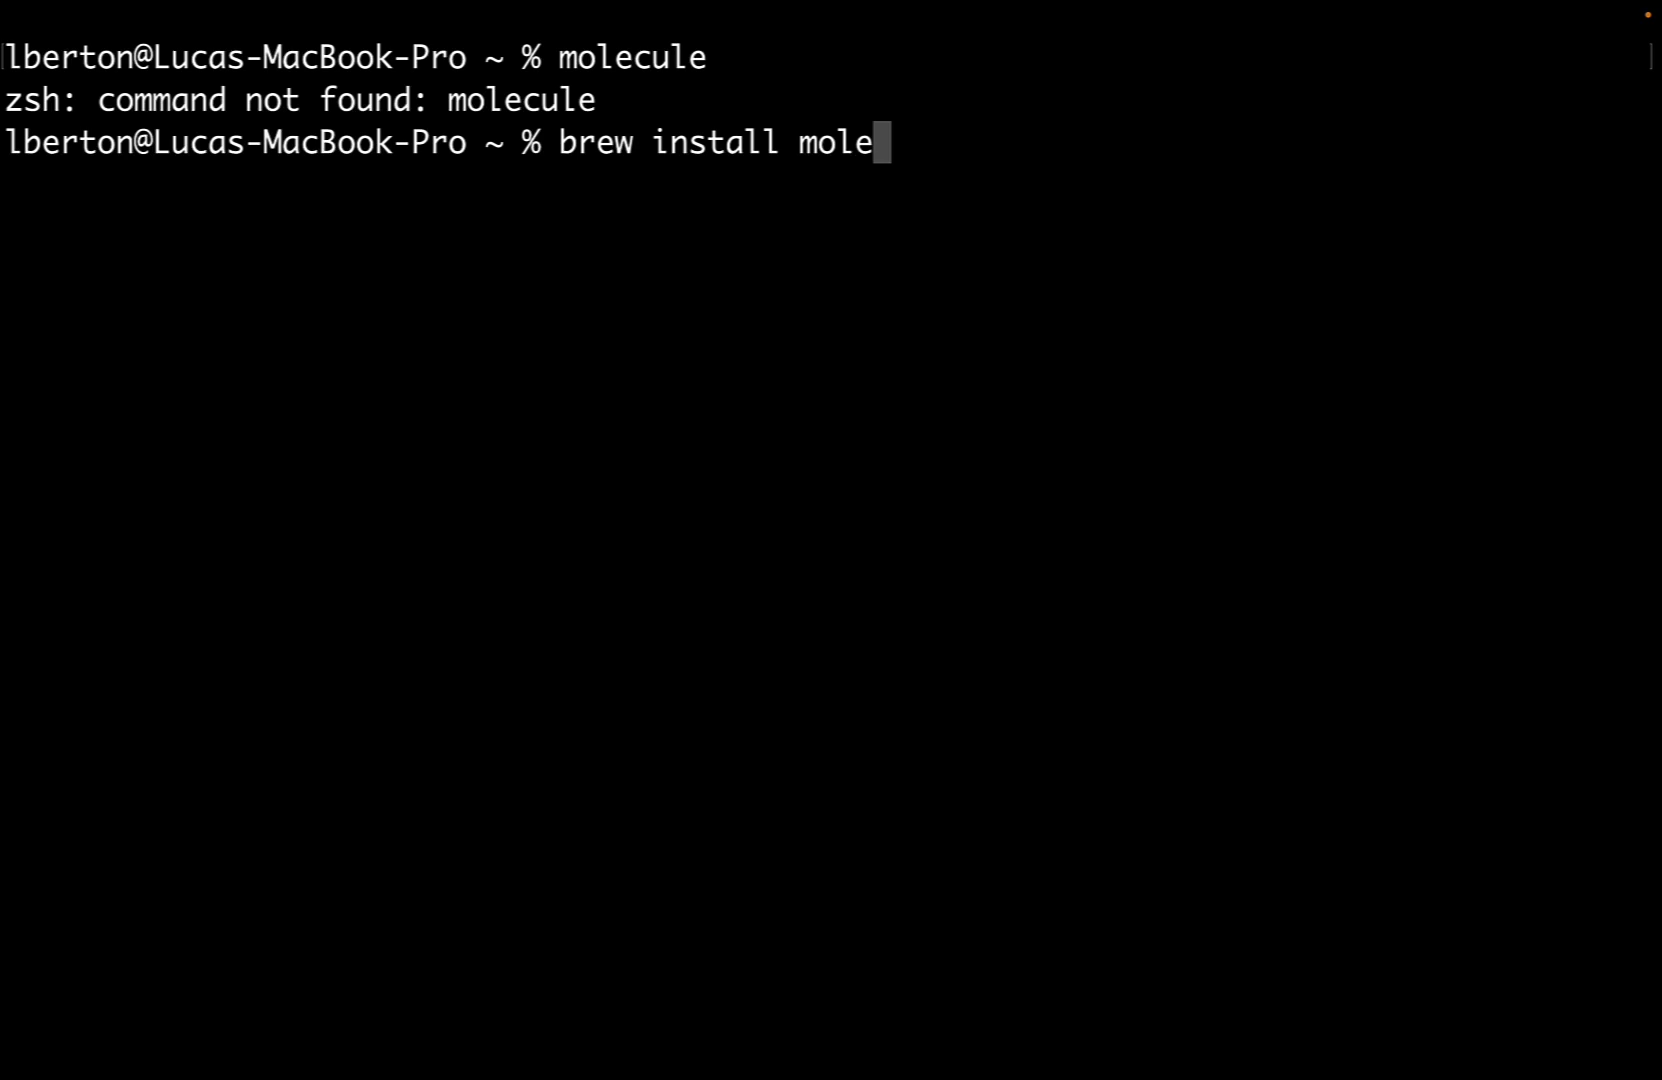 lberton@Lucas-MacBook-Pro ~ % molecule
zsh: command not found: molecule
lberton@Lucas-MacBook-Pro ~ % brew install mole